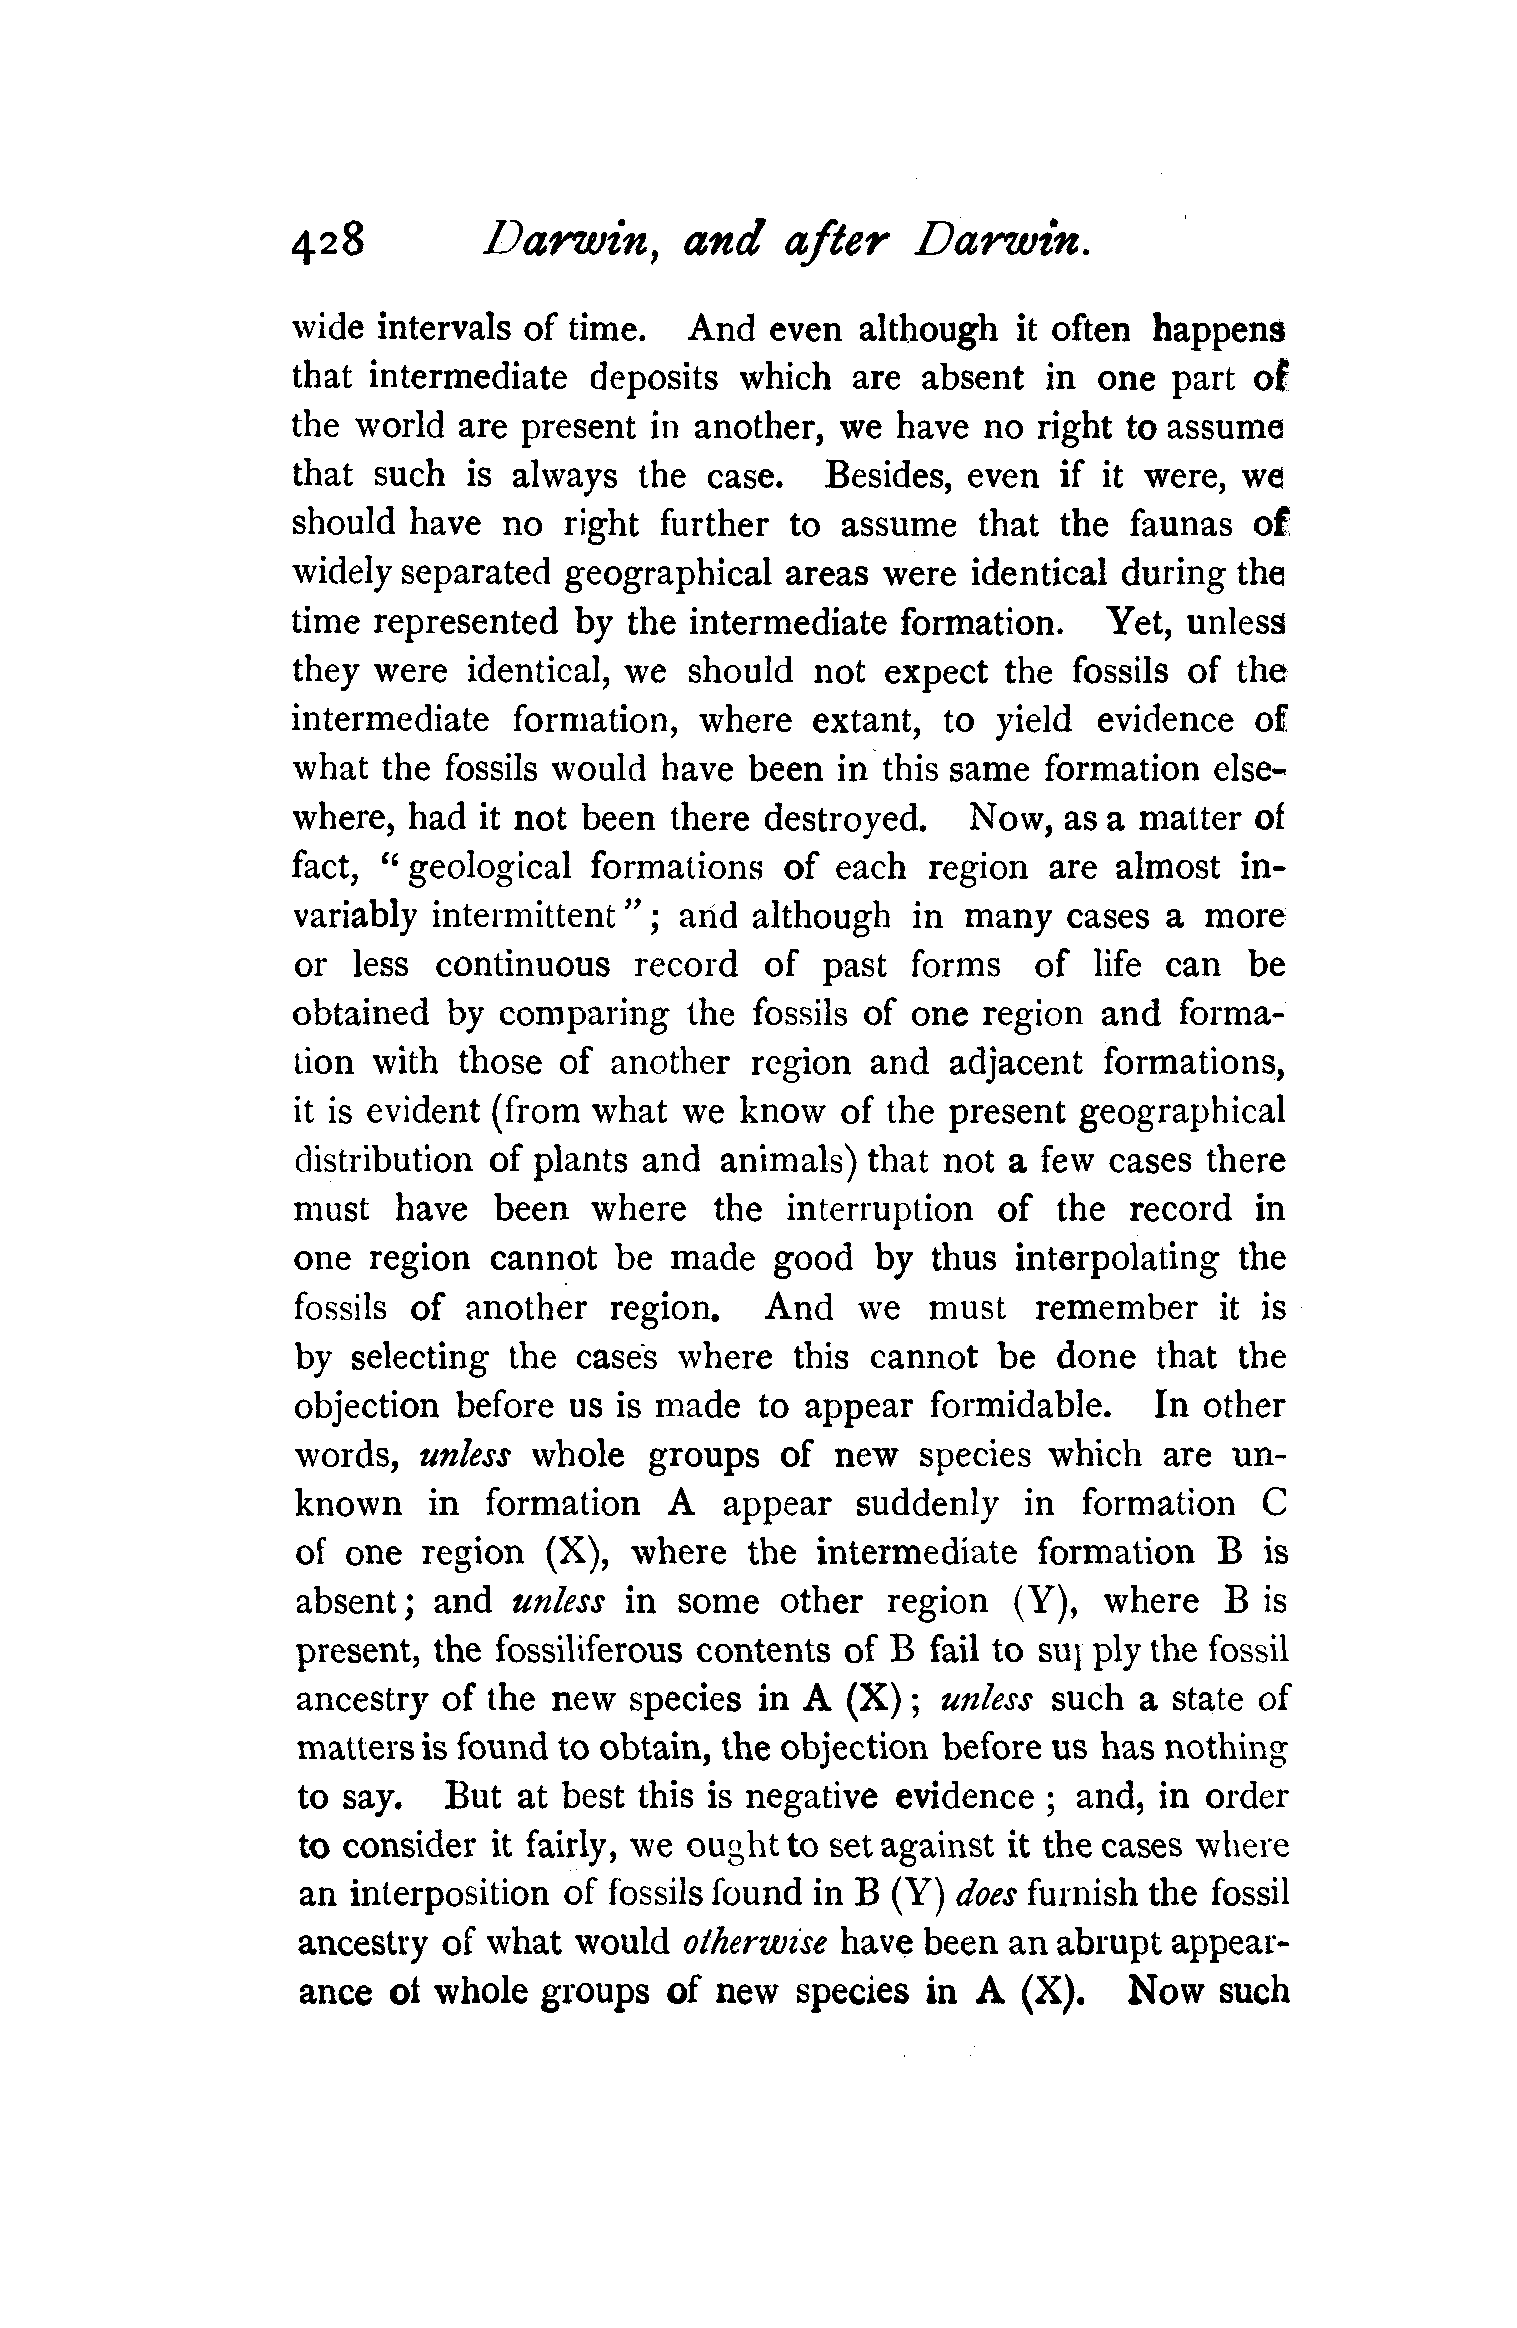 428 Darwin, and after Darwin.
wide intervals of time. And even although it often happens
that intermediate deposits which are absent in one part of
the world are present in another, we have no right to assume
that such is always the case. Besides, even if it were, we
should have no right further to assume that the faunas of
widely separated geographical areas were identical during the
time represented by the intermediate formation. Yet, unless
they were identical, we should not expect the fossils of the
intermediate formation, where extant, to yield evidence of
what the fossils would have been in this same formation else-
where, had it not been there destroyed. Now, as a matter of
fact, “ geological formations of each region are almost in-
variably intermittent ” ; and although in many cases a more
or less continuous record of past forms of life can be
obtained by comparing the fossils of one region and forma-
tion with those of another region and adjacent formations,
it is evident (from what we know of the present geographical
distribution of plants and animals) that not a few cases there
must have been where the interruption of the record in
one region cannot be made good by thus interpolating the
fossils of another region. And we must remember it is
by selecting the cases where this cannot be done that the
objection before us is made to appear formidable. In other
words, unless whole groups of new species which are un-
known in formation A appear suddenly in formation C
of one region (X), where the intermediate formation B is
absent ; and unless in some other region (Y), where B is
present, the fossiliferous contents of B fail to supply the fossil
ancestry of the new species in A (X) ; unless such a state of
matters is found to obtain, the objection before us has nothing
to say. But at best this is negative evidence ; and, in order
to consider it fairly, we ought to set against it the cases where
an interposition of fossils found in B (Y) does furnish the fossil
ancestry of what would otherwise have been an abrupt appear-
ance of whole groups of new species in A (X). Now such